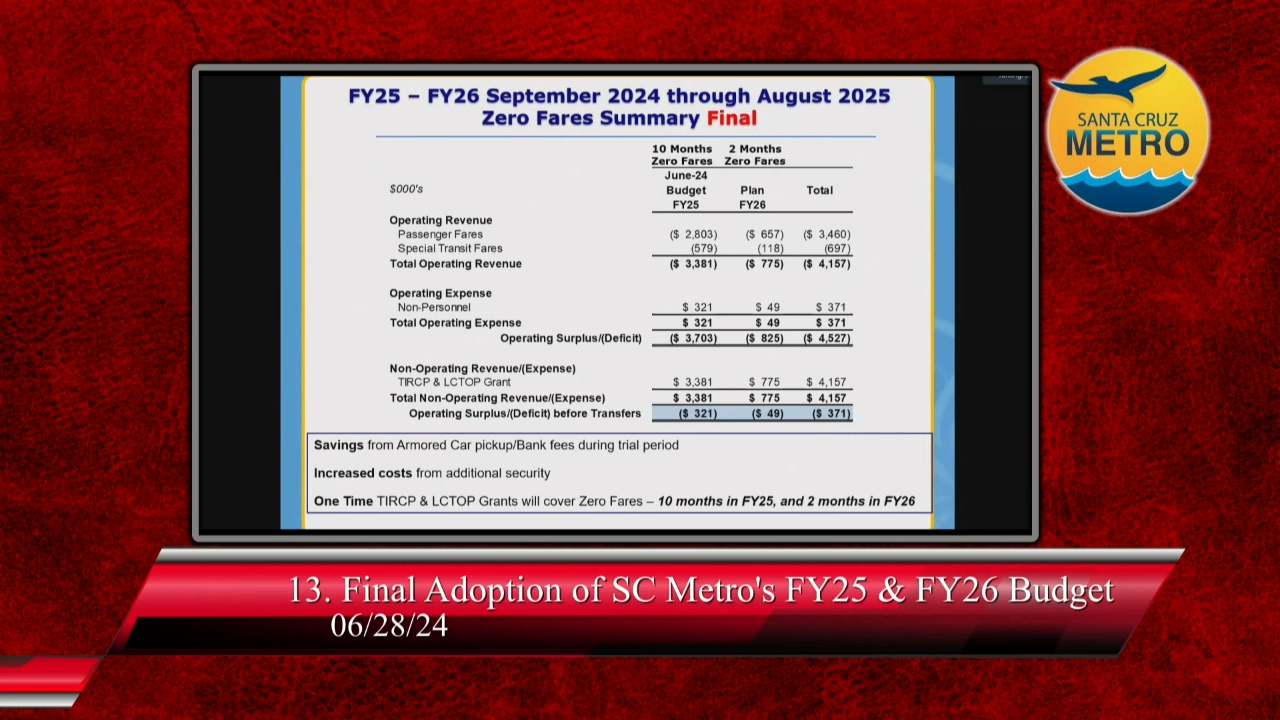 FY25 – FY26 September 2024 through August 2025
Zero Fares Summary Final
SANTA CRUZ
METRO
10 Months 2 Months
Zero Fares Zero Fares
June-24
$000's Budget Plan Total
FY25 FY26
Operating Revenue
Passenger Fares ($ 2,803) ($ 657) ($ 3,460)
Special Transit Fares (579) (118) (697)
Total Operating Revenue ($ 3,381) ($ 775) ($ 4,157)
Operating Expense
Non-Personnel $ 321 $ 49 $ 371
Total Operating Expense $ 321 $ 49 $ 371
Operating Surplus/(Deficit) ($ 3,703) ($ 825) ($ 4,527)
Non-Operating Revenue/(Expense)
TIRCP & LCTOP Grant $ 3,381 $ 775 $ 4,157
Total Non-Operating Revenue/(Expense) $ 3,381 $ 775 $ 4,157
Operating Surplus/(Deficit) before Transfers ($ 321) ($ 49) ($ 371)
Savings from Armored Car pickup/Bank fees during trial period
Increased costs from additional security
One Time TIRCP & LCTOP Grants will cover Zero Fares – 10 months in FY25, and 2 months in FY26
13. Final Adoption of SC Metro's FY25 & FY26 Budget
06/28/24